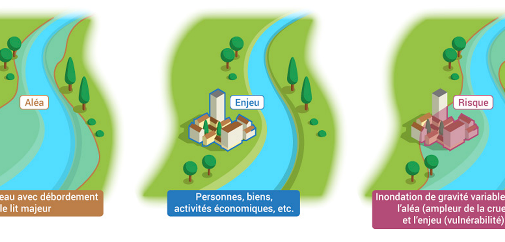 Aléa
eau avec débordement
le lit majeur
Enjeu
Personnes, biens,
activités économiques, etc.
Risque
Inondation de gravité variable
l'aléa (ampleur de la crue
et l'enjeu (vulnérabilité)